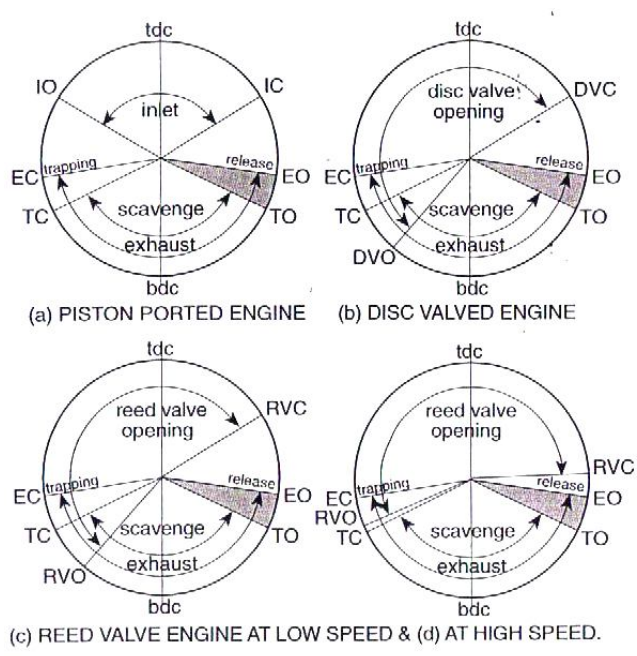 tdc
tdc
IO
IC
inlet
disc valve
opening
DVC
trapping
release
EC
EO
TC
TO
scavenge
exhaust
bdc
trapping
release
EC
EO
TC
TO
scavenge
exhaust
DVO
bdc
(a) PISTON PORTED ENGINE
(b) DISC VALVED ENGINE
tdc
tdc
reed valve
opening
RVC
reed valve
opening
RVC
trapping
release
EC
EO
TC
TO
scavenge
exhaust
RVO
bdc
trapping
release
EC
EO
RVO
TC
TO
scavenge
exhaust
bdc
(c) REED VALVE ENGINE AT LOW SPEED & (d) AT HIGH SPEED.